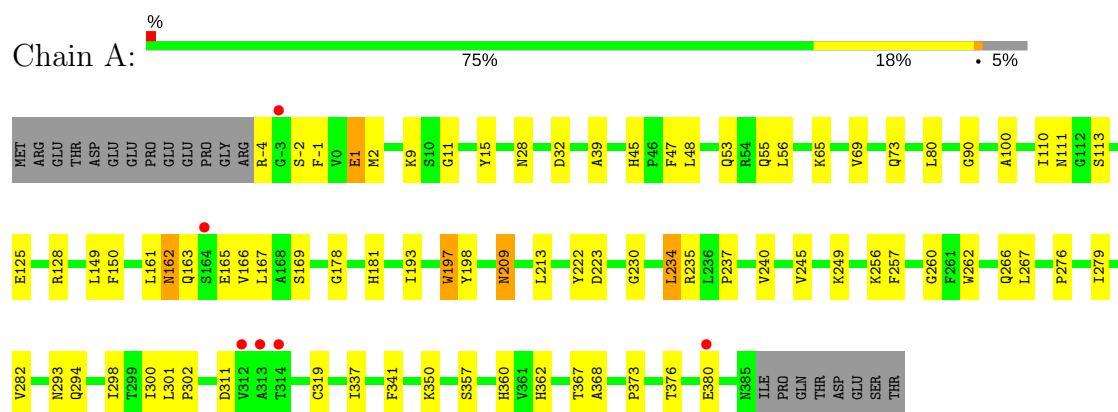 %
Chain A:
75% 18% • 5%
MET ARG GLU THR ASP GLU GLU PRO GLU GLU PRO GLY ARG R-4 G-3 S-2 F-1 V0 E1 M2 K9 S10 G11 Y15 N28 D32 A39 H45 P46 F47 L48 Q53 R54 Q55 L56 K65 V69 Q73 L80 G90 A100 I110 N111 G112 S113
E125 R128 L149 F150 L161 N162 Q163 S164 E165 V166 L167 A168 S169 G178 H181 I193 W197 Y198 N209 L213 Y222 D223 G230 L234 R235 L236 P237 V240 V245 K249 K256 F257 G260 F261 W262 Q266 L267 P276 I279
V282 N293 Q294 I298 T299 I300 L301 P302 D311 V312 A313 T314 C319 I337 F341 K350 S357 H360 V361 H362 T367 A368 P373 T376 E380 N385 ILE PRO GLN THR ASP GLU SER THR